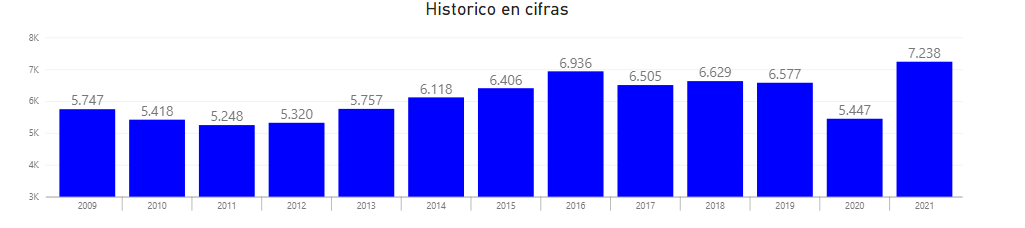 Historico en cifras
8K
7K
6K
5K
4K
3K
5.747
5.418
5.248
5.320
5.757
6.118
6.406
6.936
6.505
6.629
6.577
5.447
7.238
2009 2010 2011 2012 2013 2014 2015 2016 2017 2018 2019 2020 2021